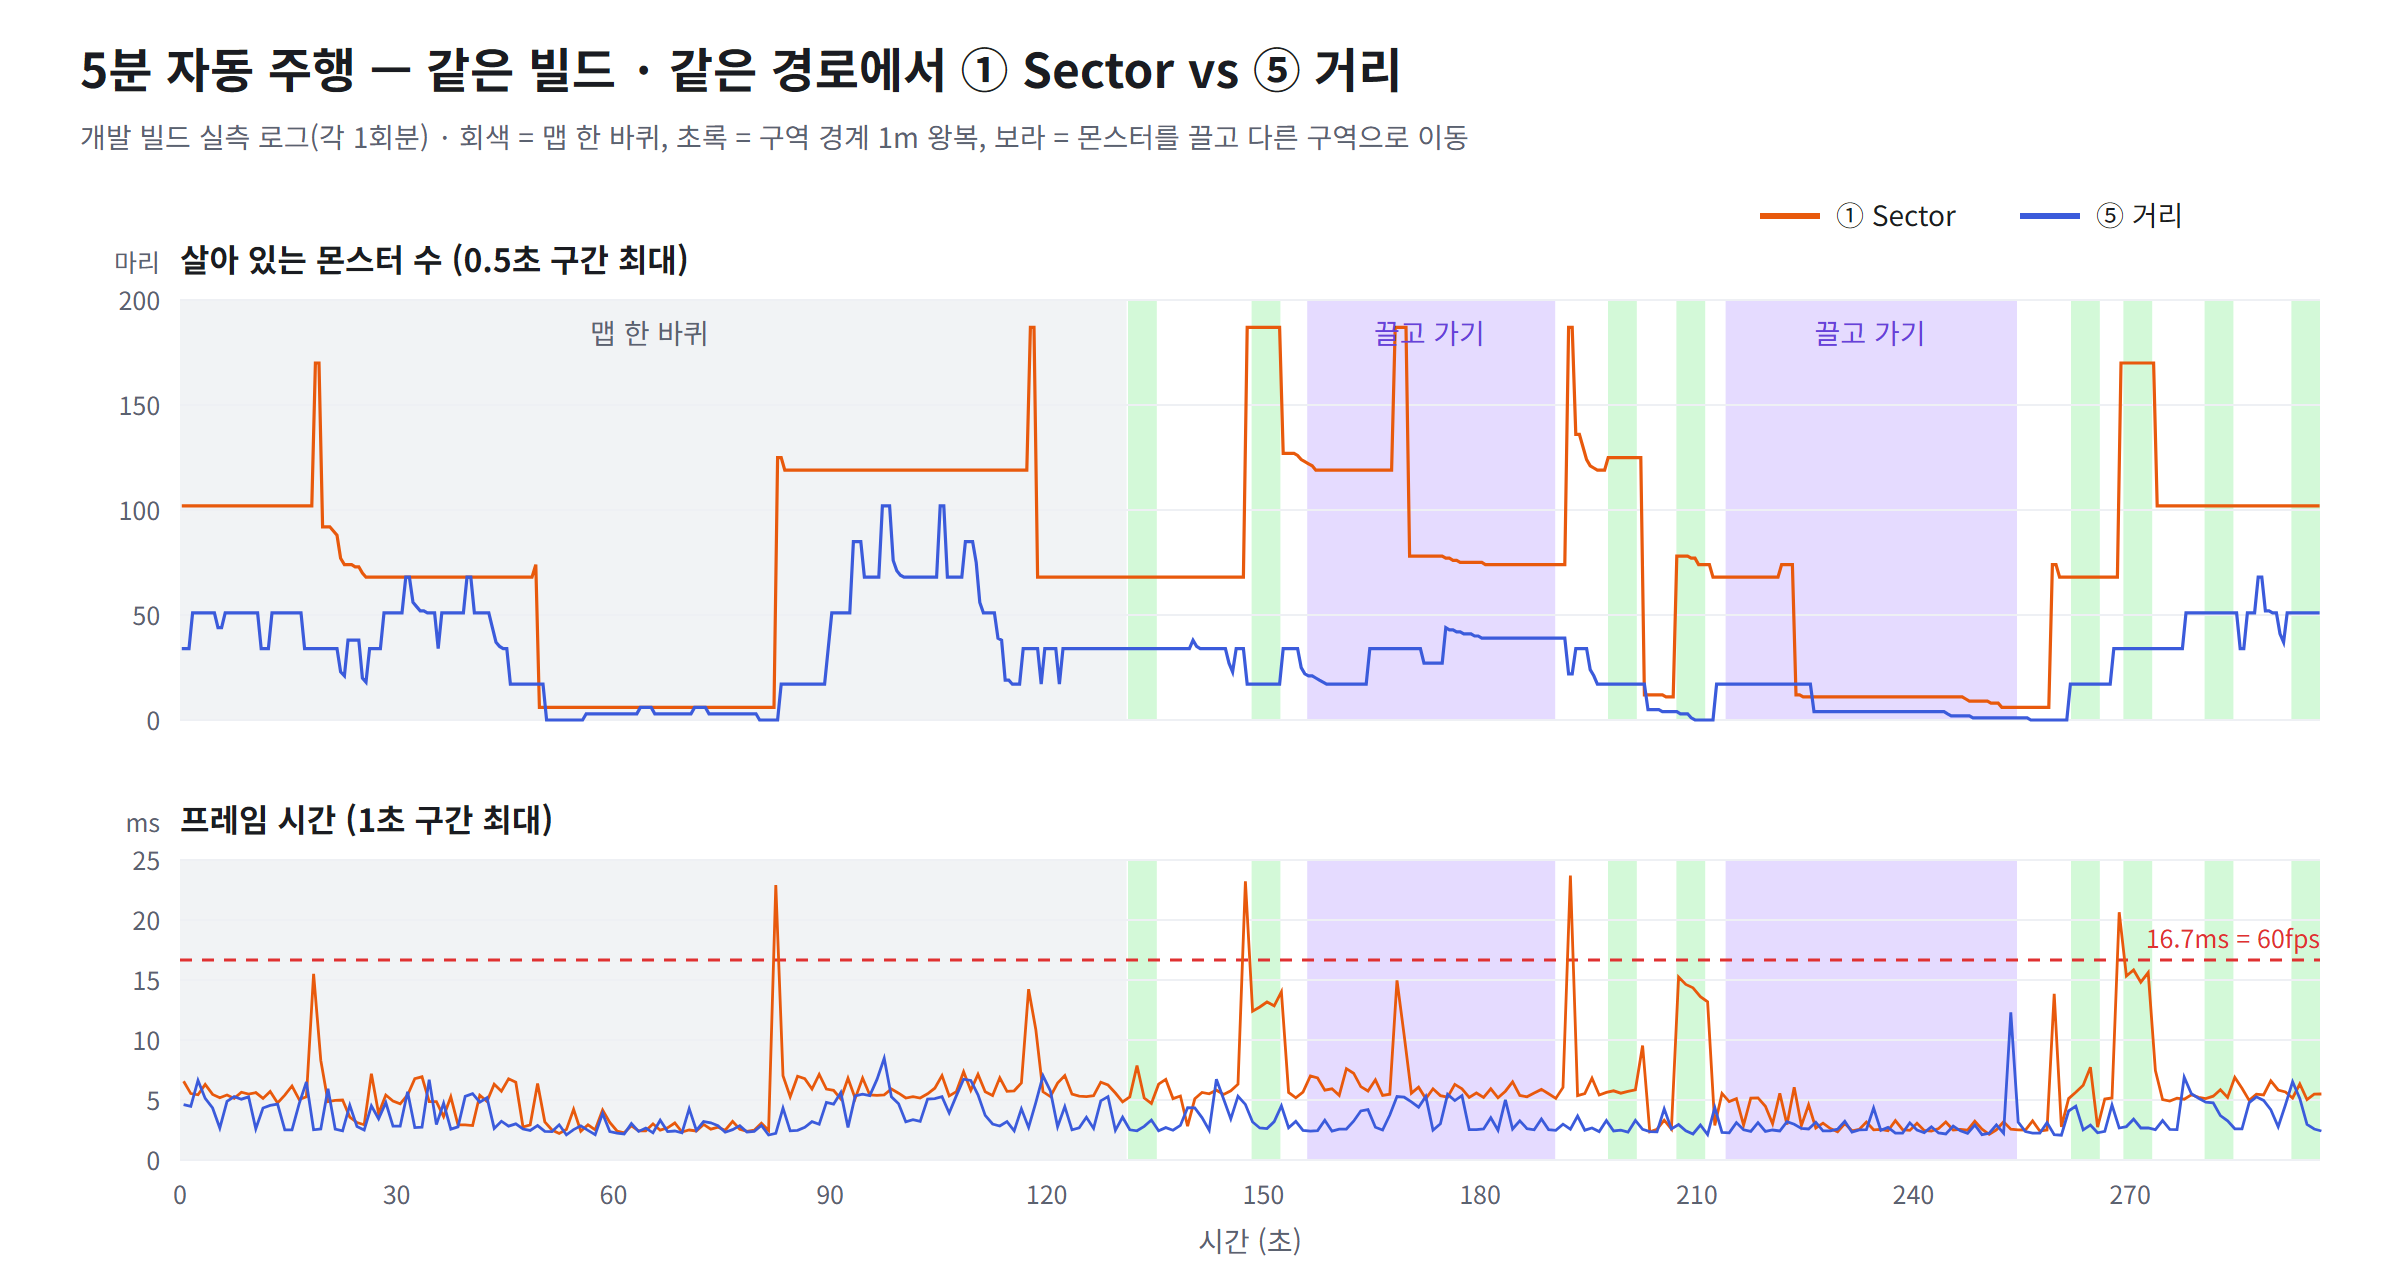 5분 자동 주행 — 같은 빌드 · 같은 경로에서 ① Sector vs ⑤ 거리
개발 빌드 실측 로그(각 1회분) · 회색 = 맵 한 바퀴, 초록 = 구역 경계 1m 왕복, 보라 = 몬스터를 끌고 다른 구역으로 이동
① Sector
⑤ 거리
마리
살아 있는 몬스터 수 (0.5초 구간 최대)
200
150
100
50
0
맵 한 바퀴
끌고 가기
끌고 가기
ms
프레임 시간 (1초 구간 최대)
25
20
15
10
5
0
16.7ms = 60fps
0
30
60
90
120
150
180
210
240
270
시간 (초)